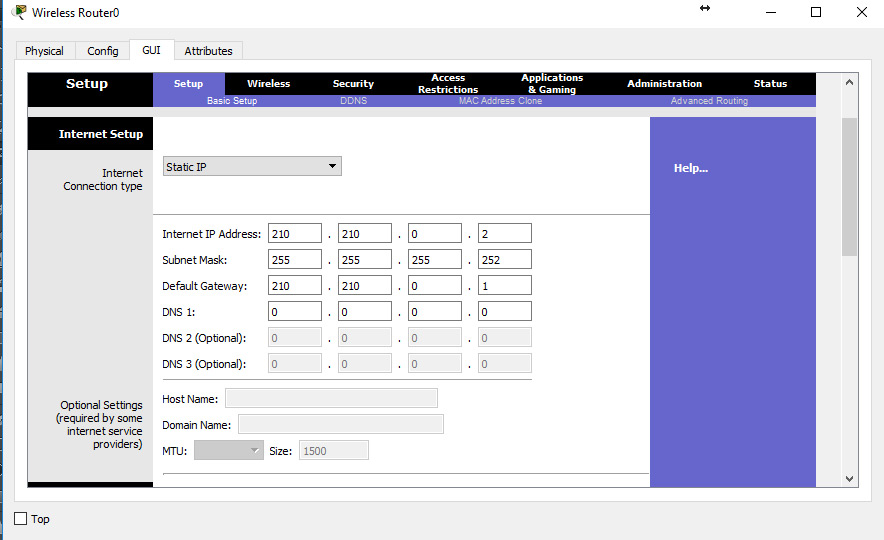 Wireless Router0
Physical Config GUI Attributes
Setup
Setup Wireless Security Access Restrictions Applications & Gaming Administration Status
Basic Setup DDNS MAC Address Clone Advanced Routing
Internet Setup
Internet
Connection type
Static IP
Help...
Internet IP Address: 210 . 210 . 0 . 2
Subnet Mask: 255 . 255 . 255 . 252
Default Gateway: 210 . 210 . 0 . 1
DNS 1: 0 . 0 . 0 . 0
DNS 2 (Optional): 0 . 0 . 0 . 0
DNS 3 (Optional): 0 . 0 . 0 . 0
Optional Settings
(required by some
internet service
providers)
Host Name:
Domain Name:
MTU: Size: 1500
Top